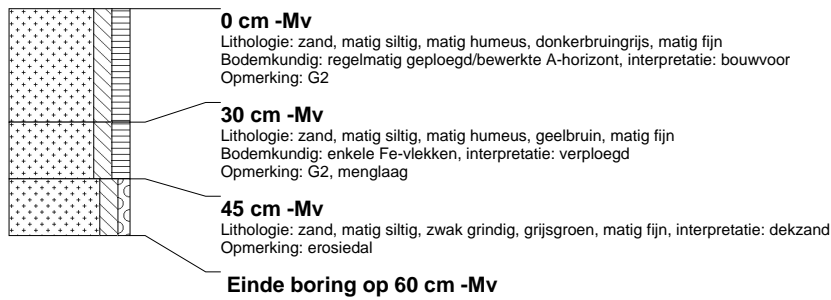 0 cm -Mv
Lithologie: zand, matig siltig, matig humeus, donkerbruingrijs, matig fijn
Bodemkundig: regelmatig geploegd/bewerkte A-horizont, interpretatie: bouwvoor
Opmerking: G2
30 cm -Mv
Lithologie: zand, matig siltig, matig humeus, geelbruin, matig fijn
Bodemkundig: enkele Fe-vlekken, interpretatie: verploegd
Opmerking: G2, menglaag
45 cm -Mv
Lithologie: zand, matig siltig, zwak grindig, grijsgroen, matig fijn, interpretatie: dekzand
Opmerking: erosiedal
Einde boring op 60 cm -Mv